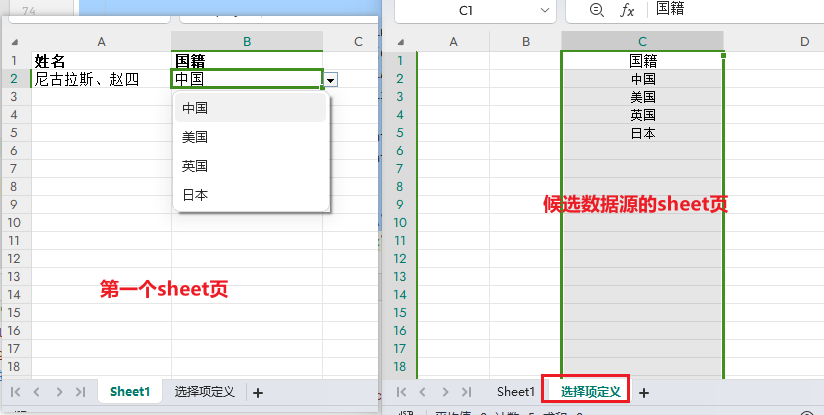 74
C1
fx
国籍
A B C
1 姓名 国籍
2 尼古拉斯、赵四 中国
3
4
5
6
7
8
9
10
11
12
13
14
15
16
17
18
中国
美国
英国
日本
第一个sheet页
Sheet1 选择项定义 +
A B C D
1 国籍
2 中国
3 美国
4 英国
5 日本
6
7
8
9
10
11
12
13
14
15
16
17
18
候选数据源的sheet页
Sheet1 选择项定义 +